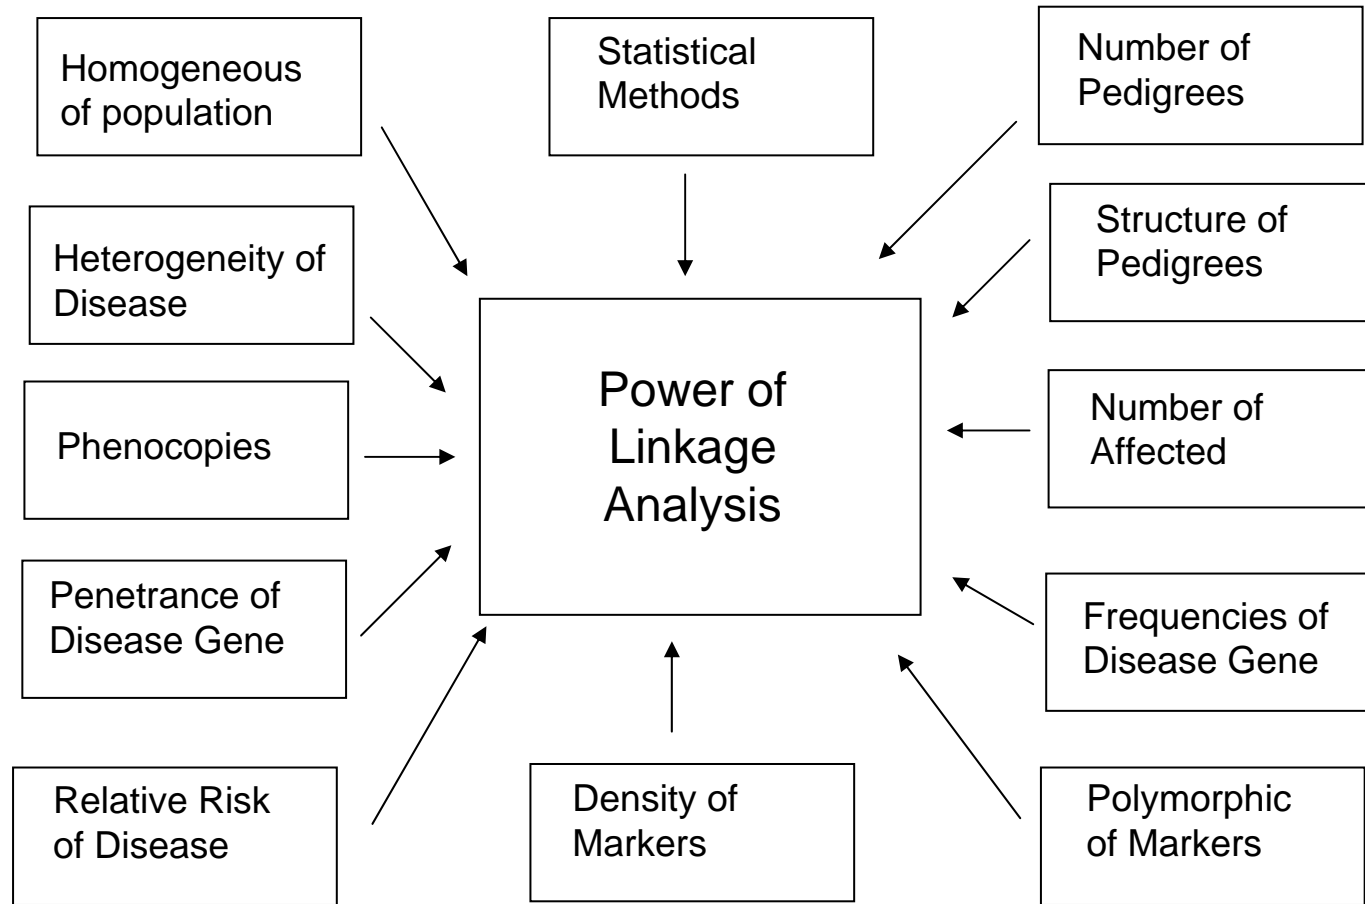 Homogeneous
of population
Statistical
Methods
Number of
Pedigrees
Heterogeneity of
Disease
Structure of
Pedigrees
Power of
Linkage
Analysis
Phenocopies
Number of
Affected
Penetrance of
Disease Gene
Frequencies of
Disease Gene
Relative Risk
of Disease
Density of
Markers
Polymorphic
of Markers